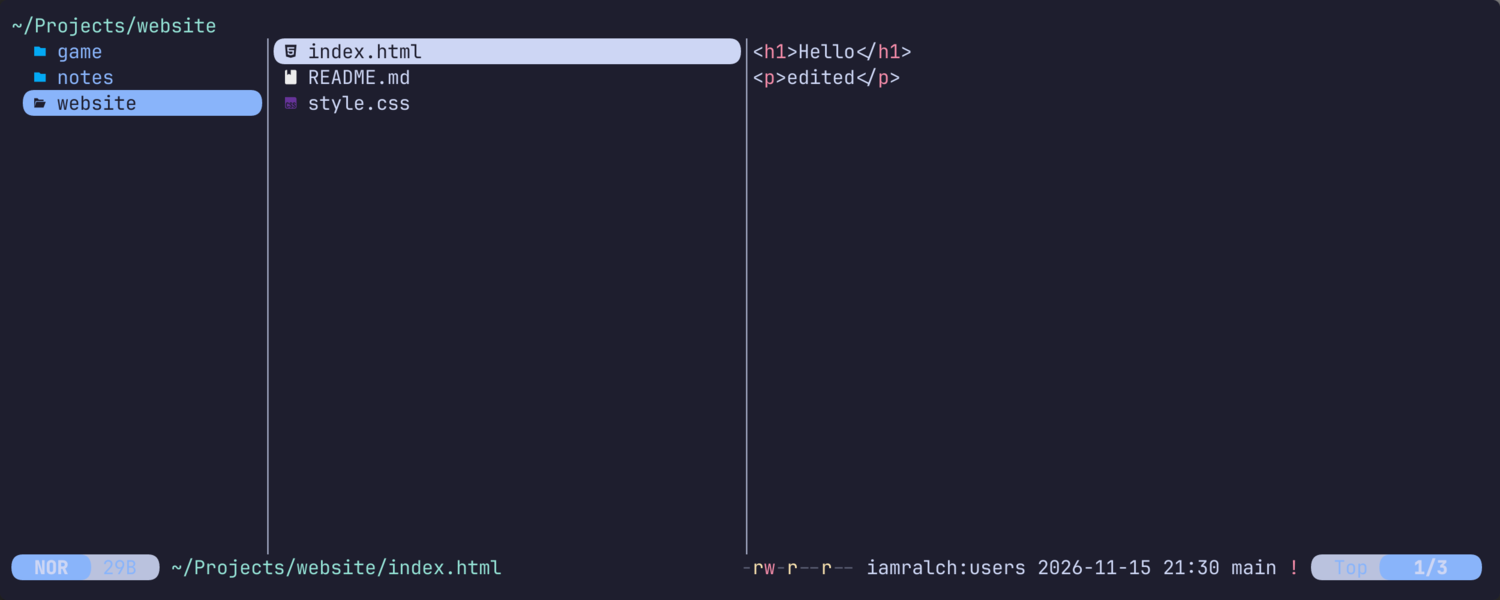 ~/Projects/website
game
notes
website
index.html
README.md
style.css
<h1>Hello</h1>
<p>edited</p>
NOR 29B ~/Projects/website/index.html -rw-r--r-- iamralch:users 2026-11-15 21:30 main ! Top 1/3